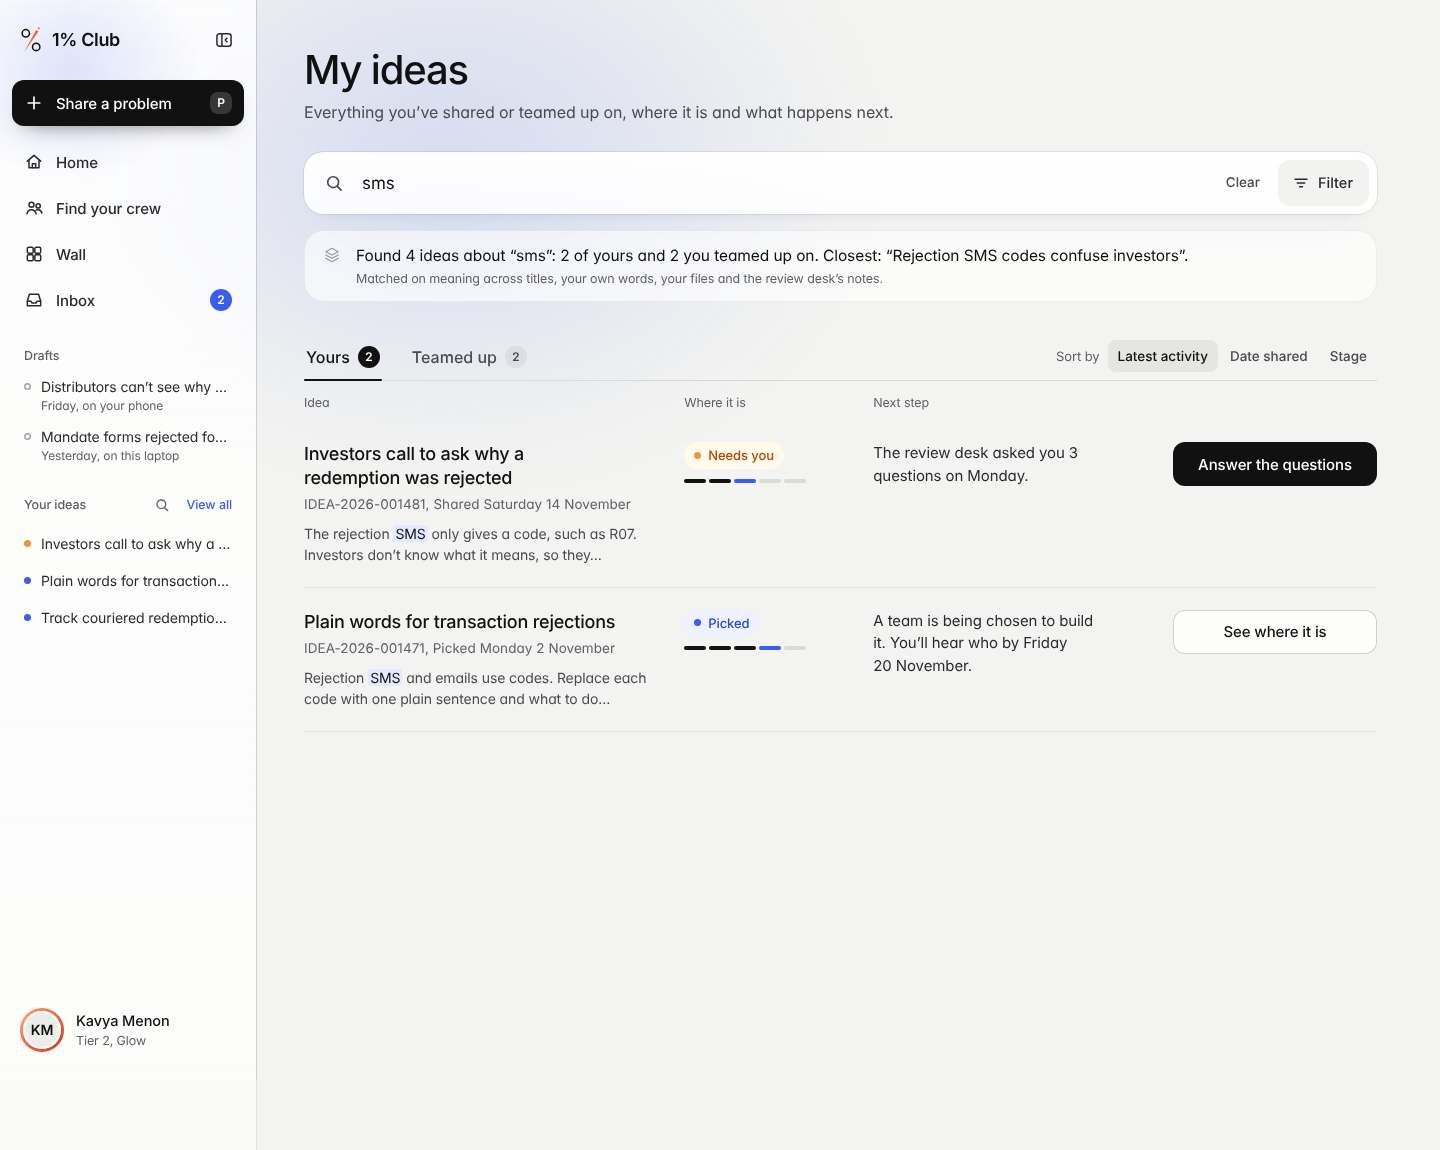 1% Club
Share a problem
P
Home
Find your crew
Wall
Inbox
2
Drafts
Distributors can’t see why ...
Friday, on your phone
Mandate forms rejected fo...
Yesterday, on this laptop
Your ideas
View all
Investors call to ask why a ...
Plain words for transaction...
Track couriered redemptio...
KM
Kavya Menon
Tier 2, Glow
My ideas
Everything you’ve shared or teamed up on, where it is and what happens next.
sms
Clear
Filter
Found 4 ideas about “sms”: 2 of yours and 2 you teamed up on. Closest: “Rejection SMS codes confuse investors”.
Matched on meaning across titles, your own words, your files and the review desk’s notes.
Yours 2
Teamed up 2
Sort by
Latest activity
Date shared
Stage
Idea
Where it is
Next step
Investors call to ask why a
redemption was rejected
IDEA-2026-001481, Shared Saturday 14 November
The rejection SMS only gives a code, such as R07.
Investors don’t know what it means, so they...
Needs you
The review desk asked you 3
questions on Monday.
Answer the questions
Plain words for transaction rejections
IDEA-2026-001471, Picked Monday 2 November
Rejection SMS and emails use codes. Replace each
code with one plain sentence and what to do...
Picked
A team is being chosen to build
it. You’ll hear who by Friday
20 November.
See where it is